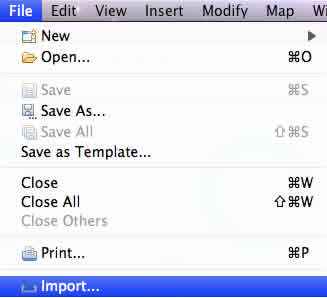 File Edit View Insert Modify Map
New
Open... ⌘O
Save ⌘S
Save As...
Save All ⇧⌘S
Save as Template...
Close ⌘W
Close All ⇧⌘W
Close Others
Print... ⌘P
Import...